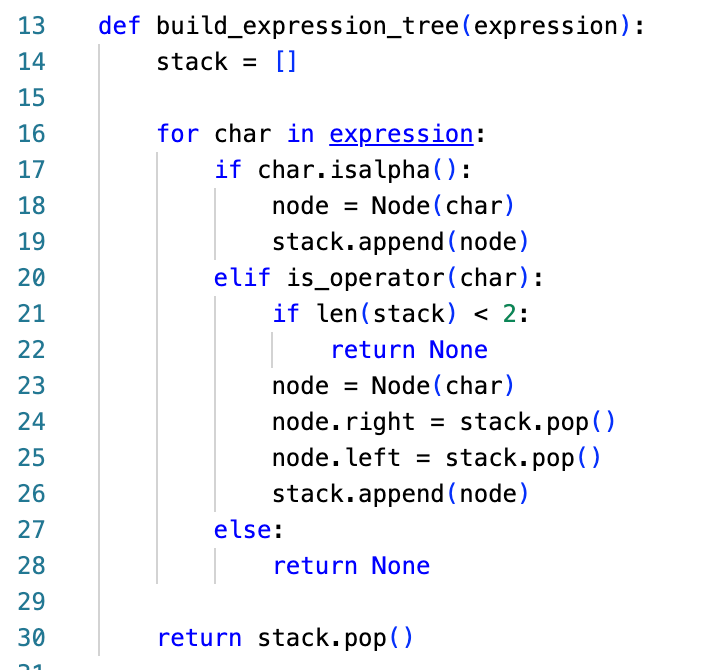 13 def build_expression_tree(expression):
14     stack = []
15
16     for char in expression:
17         if char.isalpha():
18             node = Node(char)
19             stack.append(node)
20         elif is_operator(char):
21             if len(stack) < 2:
22                 return None
23             node = Node(char)
24             node.right = stack.pop()
25             node.left = stack.pop()
26             stack.append(node)
27         else:
28             return None
29
30     return stack.pop()